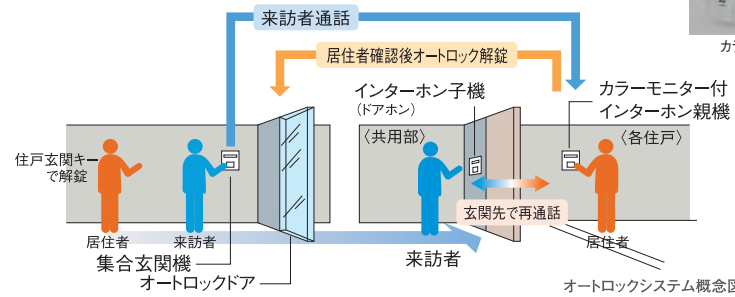 来訪者通話
カラ
居住者確認後オートロック解錠
インターホン子機
(ドアホン)
カラーモニター付
インターホン親機
〈共用部〉
〈各住戸〉
住戸玄関キー
で解錠
玄関先で再通話
居住者
来訪者
居住者
集合玄関機
来訪者
オートロックドア
オートロックシステム概念図